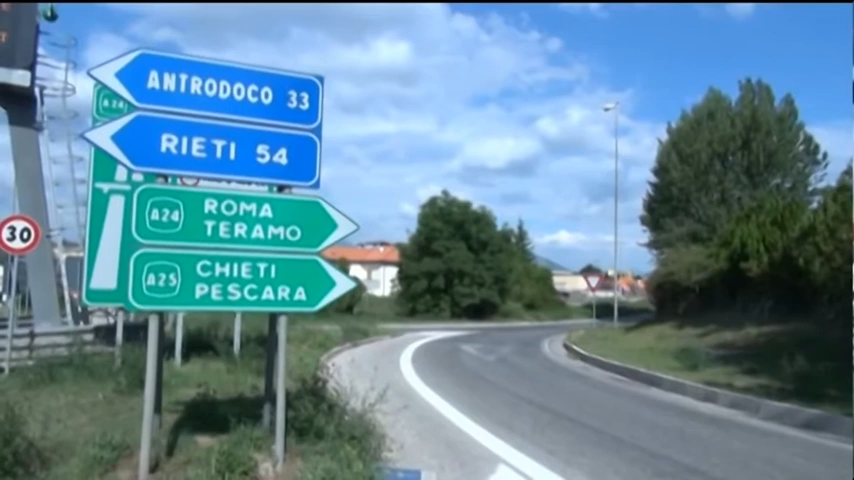 ANTRODOCO 33
A24
RIETI 54
30
A24 ROMA
TERAMO
A25 CHIETI
PESCARA